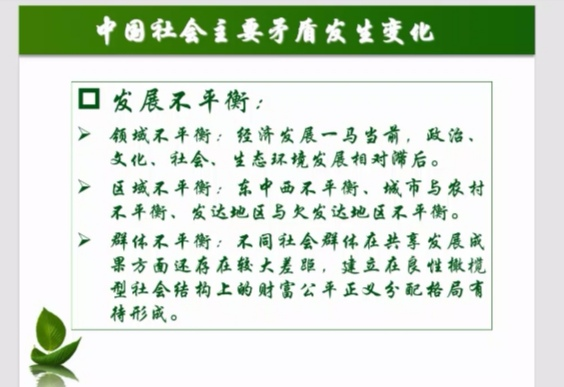 中国社会主要矛盾发生变化
发展不平衡：
领域不平衡：经济发展一马当前，政治、
文化、社会、生态环境发展相对滞后。
区域不平衡：东中西不平衡、城市与农村
不平衡、发达地区与欠发达地区不平衡。
群体不平衡：不同社会群体在共享发展成
果方面还存在较大差距，建立在良性橄榄
型社会结构上的财富公平正义分配格局有
待形成。